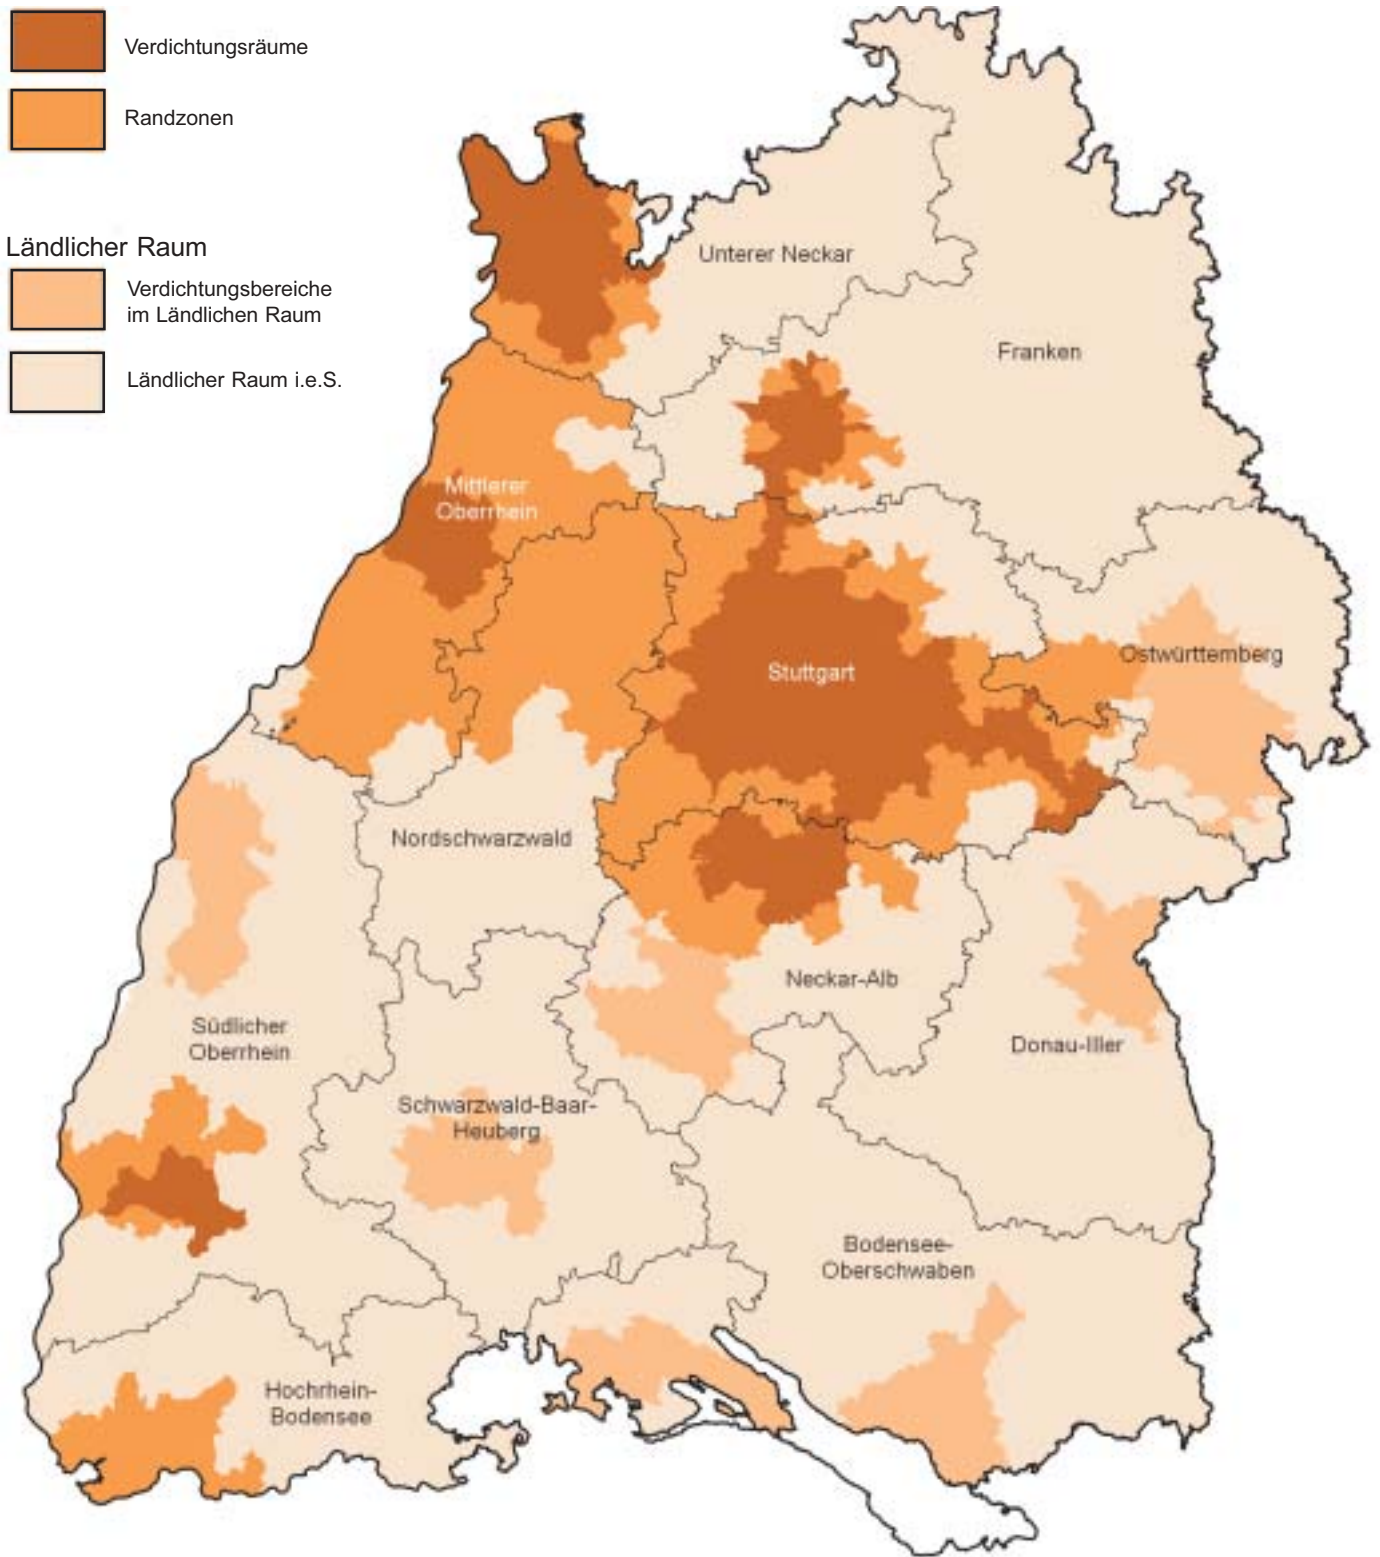 Verdichtungsräume
Randzonen
Ländlicher Raum
Verdichtungsbereiche
im Ländlichen Raum
Ländlicher Raum i.e.S.
Unterer Neckar
Franken
Mittlerer
Oberrhein
Stuttgart
Ostwürttemberg
Nordschwarzwald
Neckar-Alb
Südlicher
Oberrhein
Donau-Iller
Schwarzwald-Baar-
Heuberg
Bodensee-
Oberschwaben
Hochrhein-
Bodensee